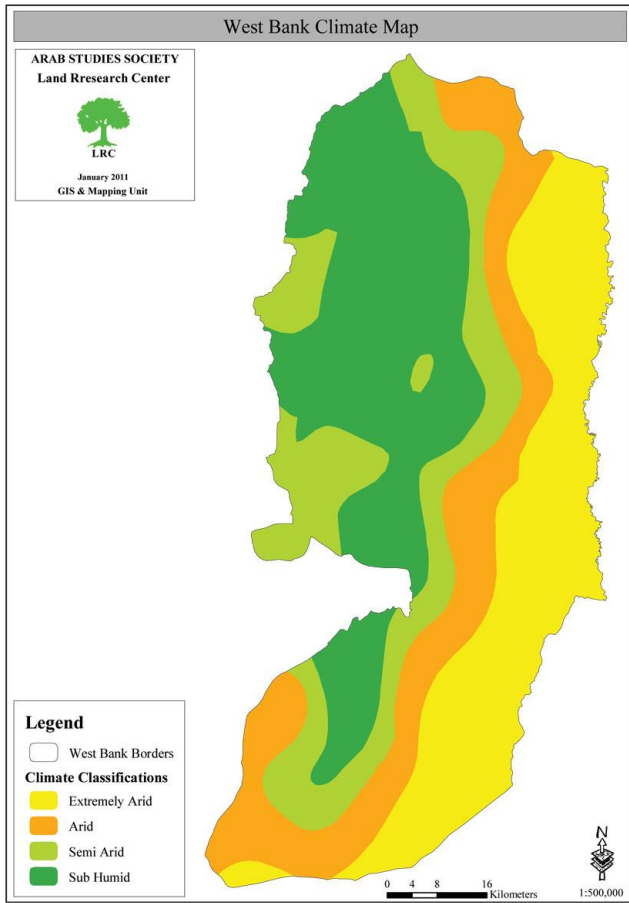 West Bank Climate Map
ARAB STUDIES SOCIETY
Land Rresearch Center
LRC
January 2011
GIS & Mapping Unit
Legend
West Bank Borders
Climate Classifications
Extremely Arid
Arid
Semi Arid
Sub Humid
N
0 4 8 16
Kilometers
1:500,000